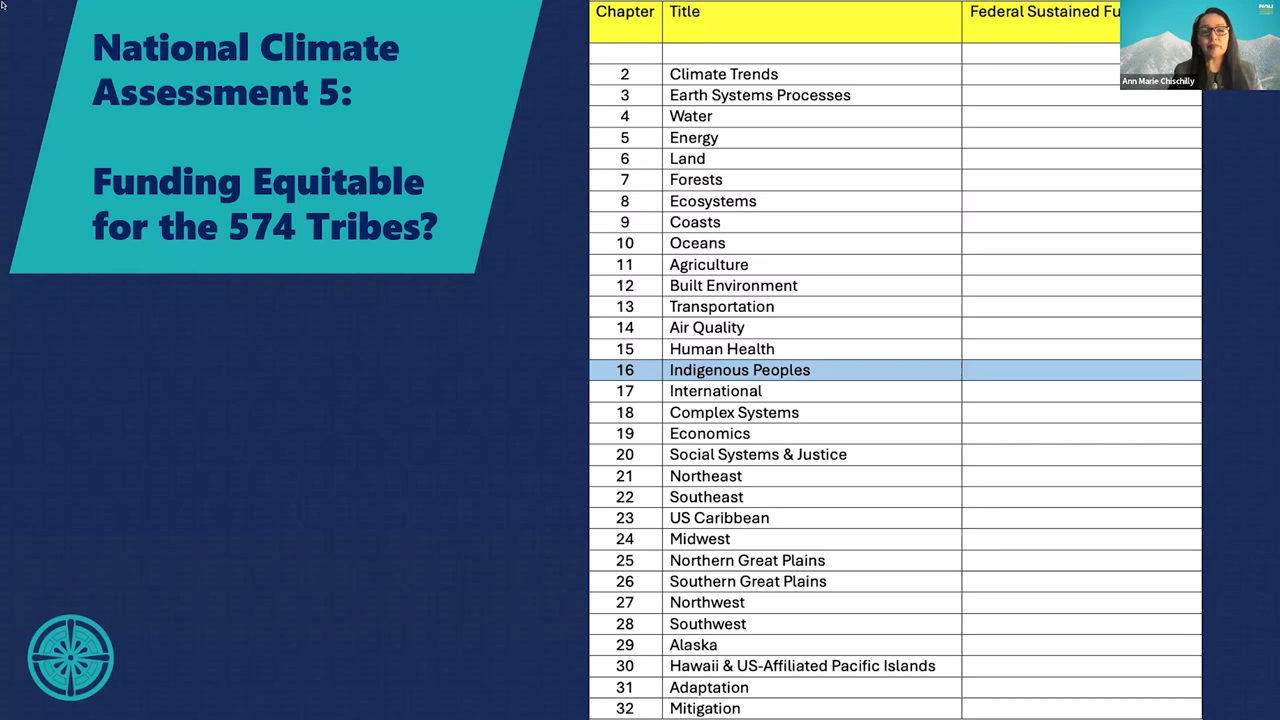 National Climate
Assessment 5:
Funding Equitable
for the 574 Tribes?
Chapter Title Federal Sustained Fu
2 Climate Trends
3 Earth Systems Processes
4 Water
5 Energy
6 Land
7 Forests
8 Ecosystems
9 Coasts
10 Oceans
11 Agriculture
12 Built Environment
13 Transportation
14 Air Quality
15 Human Health
16 Indigenous Peoples
17 International
18 Complex Systems
19 Economics
20 Social Systems & Justice
21 Northeast
22 Southeast
23 US Caribbean
24 Midwest
25 Northern Great Plains
26 Southern Great Plains
27 Northwest
28 Southwest
29 Alaska
30 Hawaii & US-Affiliated Pacific Islands
31 Adaptation
32 Mitigation
NAU
Ann Marie Chischilly